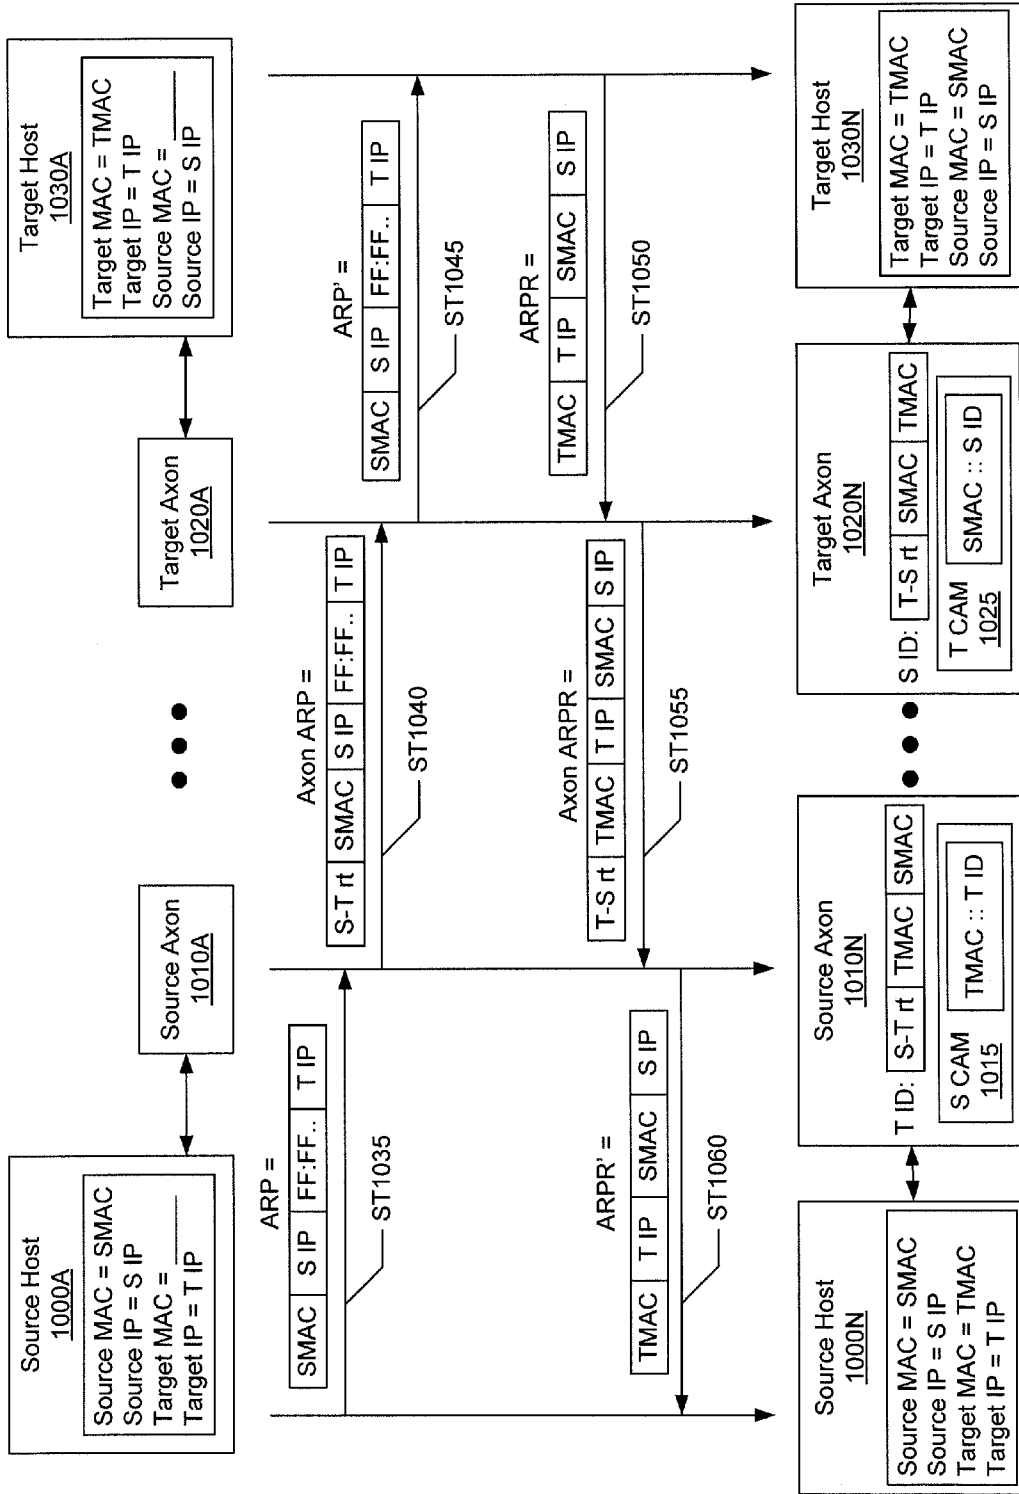 Source Host
1000A
Source MAC = SMAC
Source IP = S IP
Target MAC = ____
Target IP = T IP
Source Axon
1010A
Target Axon
1020A
Target Host
1030A
Target MAC = TMAC
Target IP = T IP
Source MAC = ____
Source IP = S IP
ARP =
SMAC S IP FF:FF.. T IP
ST1035
Axon ARP =
S-T rt SMAC S IP FF:FF.. T IP
ST1040
ARP' =
SMAC S IP FF:FF.. T IP
ST1045
ARPR =
TMAC T IP SMAC S IP
ST1050
Axon ARPR =
T-S rt TMAC T IP SMAC S IP
ST1055
ARPR' =
TMAC T IP SMAC S IP
ST1060
Source Host
1000N
Source MAC = SMAC
Source IP = S IP
Target MAC = TMAC
Target IP = T IP
Source Axon
1010N
T ID: S-T rt TMAC SMAC
S CAM
1015
TMAC :: T ID
Target Axon
1020N
S ID: T-S rt SMAC TMAC
T CAM
1025
SMAC :: S ID
Target Host
1030N
Target MAC = TMAC
Target IP = T IP
Source MAC = SMAC
Source IP = S IP